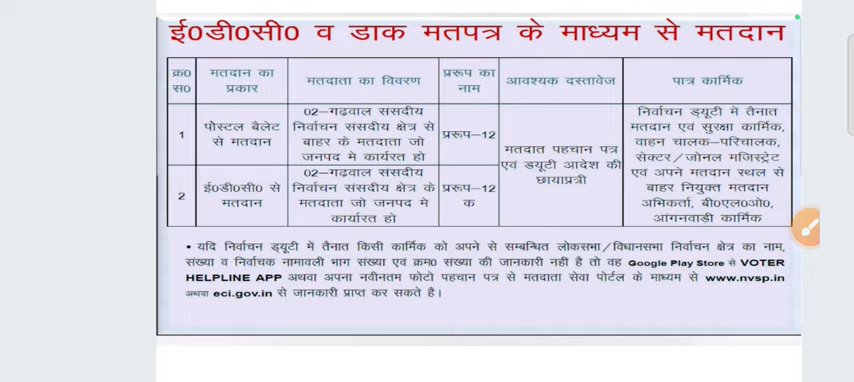 ई0डी0सी0 व डाक मतपत्र के माध्यम से मतदान
क्र0 स0
मतदान का प्रकार
मतदाता का विवरण
प्ररूप का नाम
आवश्यक दस्तावेज
पात्र कार्मिक
1
पोस्टल बैलेट से मतदान
02–गढ़वाल संसदीय
निर्वाचन संसदीय क्षेत्र से
बाहर के मतदाता जो
जनपद मे कार्यरत हो
प्ररूप–12
मतदात पहचान पत्र
एवं डयूटी आदेश की
छायाप्रत्री
निर्वाचन ड्यूटी में तैनात
मतदान एवं सुरक्षा कार्मिक,
वाहन चालक–परिचालक,
सेक्टर/जोनल मजिस्ट्रेट
एवं अपने मतदान स्थल से
बाहर नियुक्त मतदान
अभिकर्ता, बी0एल0ओ0,
आंगनवाड़ी कार्मिक
2
ई0डी0सी0 से मतदान
02–गढ़वाल संसदीय
निर्वाचन संसदीय क्षेत्र के
मतदाता जो जनपद मे
कार्यारत हो
प्ररूप–12 क
• यदि निर्वाचन ड्यूटी में तैनात किसी कार्मिक को अपने से सम्बन्धित लोकसभा/विधानसभा निर्वाचन क्षेत्र का नाम,
संख्या व निर्वाचक नामावली भाग संख्या एवं क्रम0 संख्या की जानकारी नहीं है तो वह Google Play Store से VOTER
HELPLINE APP अथवा अपना नवीनतम फोटो पहचान पत्र से मतदाता सेवा पोर्टल के माध्यम से www.nvsp.in
अथवा eci.gov.in से जानकारी प्राप्त कर सकते है।